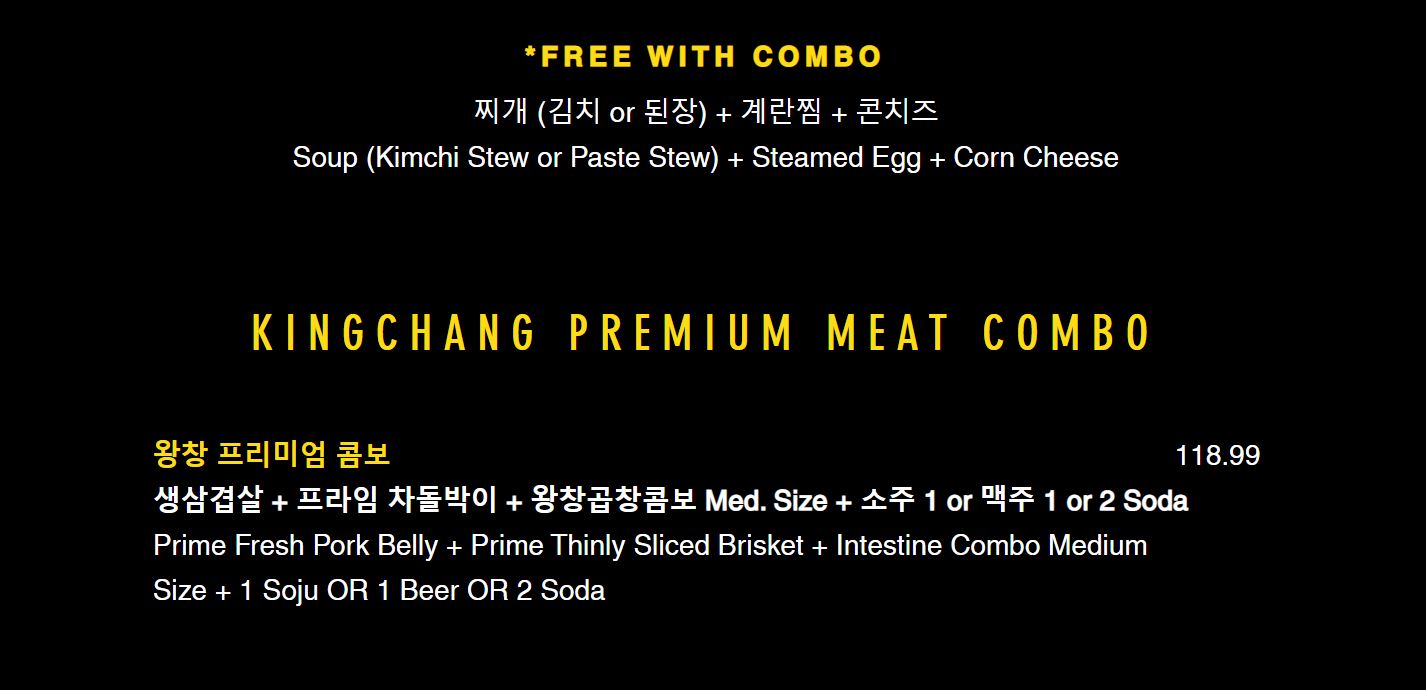 *FREE WITH COMBO
찌개 (김치 or 된장) + 계란찜 + 콘치즈
Soup (Kimchi Stew or Paste Stew) + Steamed Egg + Corn Cheese
KINGCHANG PREMIUM MEAT COMBO
왕창 프리미엄 콤보 118.99
생삼겹살 + 프라임 차돌박이 + 왕창곱창콤보 Med. Size + 소주 1 or 맥주 1 or 2 Soda
Prime Fresh Pork Belly + Prime Thinly Sliced Brisket + Intestine Combo Medium
Size + 1 Soju OR 1 Beer OR 2 Soda